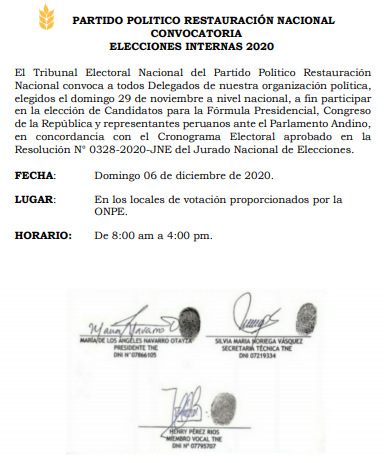 PARTIDO POLITICO RESTAURACIÓN NACIONAL
CONVOCATORIA
ELECCIONES INTERNAS 2020
El Tribunal Electoral Nacional del Partido Político Restauración
Nacional convoca a todos Delegados de nuestra organización política,
elegidos el domingo 29 de noviembre a nivel nacional, a fin participar
en la elección de Candidatos para la Fórmula Presidencial, Congreso
de la República y representantes peruanos ante el Parlamento Andino,
en concordancia con el Cronograma Electoral aprobado en la
Resolución N° 0328-2020-JNE del Jurado Nacional de Elecciones.
FECHA: Domingo 06 de diciembre de 2020.
LUGAR: En los locales de votación proporcionados por la
ONPE.
HORARIO: De 8:00 am a 4:00 pm.
Maria Navarro O
MARÍA DE LOS ÁNGELES NAVARRO OTAYZA
PRESIDENTE TNE
DNI N° 07866105
SILVIA MARIA NORIEGA VÁSQUEZ
SECRETARÍA TÉCNICA TNE
DNI 07219334
HENRY PÉREZ RIOS
MIEMBRO VOCAL TNE
DNI N° 07795707